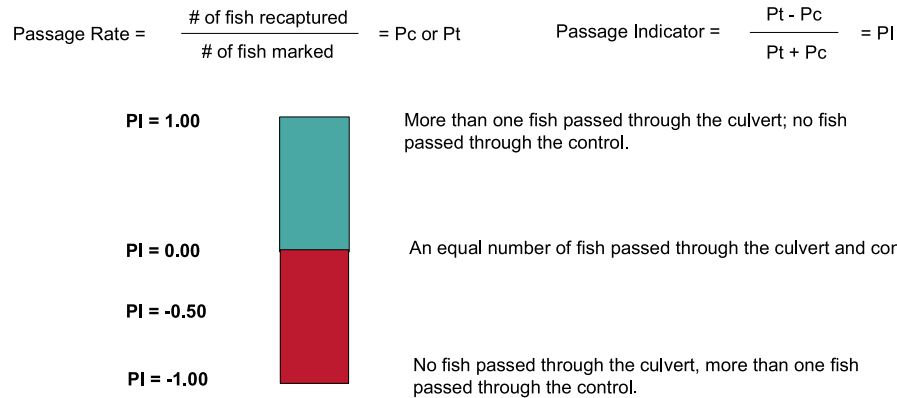 Passage Rate = # of fish recaptured / # of fish marked = Pc or Pt
Passage Indicator = Pt - Pc / Pt + Pc = PI
PI = 1.00
More than one fish passed through the culvert; no fish
passed through the control.
PI = 0.00
An equal number of fish passed through the culvert and cor
PI = -0.50
PI = -1.00
No fish passed through the culvert, more than one fish
passed through the control.